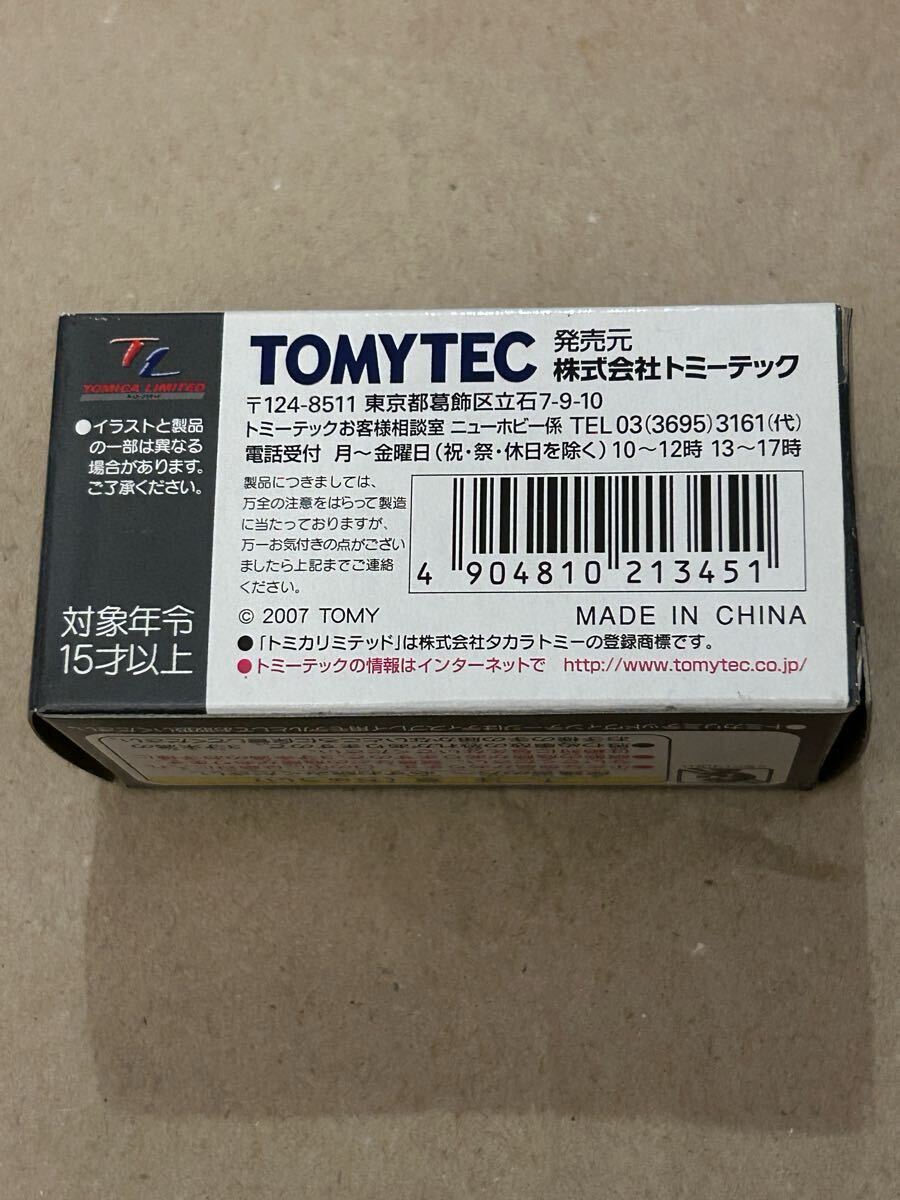 TL
TOMICA LIMITED
●イラストと製品
の一部は異なる
場合があります。
ご了承ください。
対象年令
15才以上
TOMYTEC
発売元
株式会社トミーテック
〒124-8511 東京都葛飾区立石7-9-10
トミーテックお客様相談室 ニューホビー係 TEL 03(3695)3161(代)
電話受付 月～金曜日(祝・祭・休日を除く) 10～12時 13～17時
製品につきましては、
万全の注意をはらって製造
に当たっておりますが、
万一お気付きの点がござい
ましたら上記までご連絡
ください。
4 904810 213451
© 2007 TOMY
MADE IN CHINA
●「トミカリミテッド」は株式会社タカラトミーの登録商標です。
●トミーテックの情報はインターネットで http://www.tomytec.co.jp/